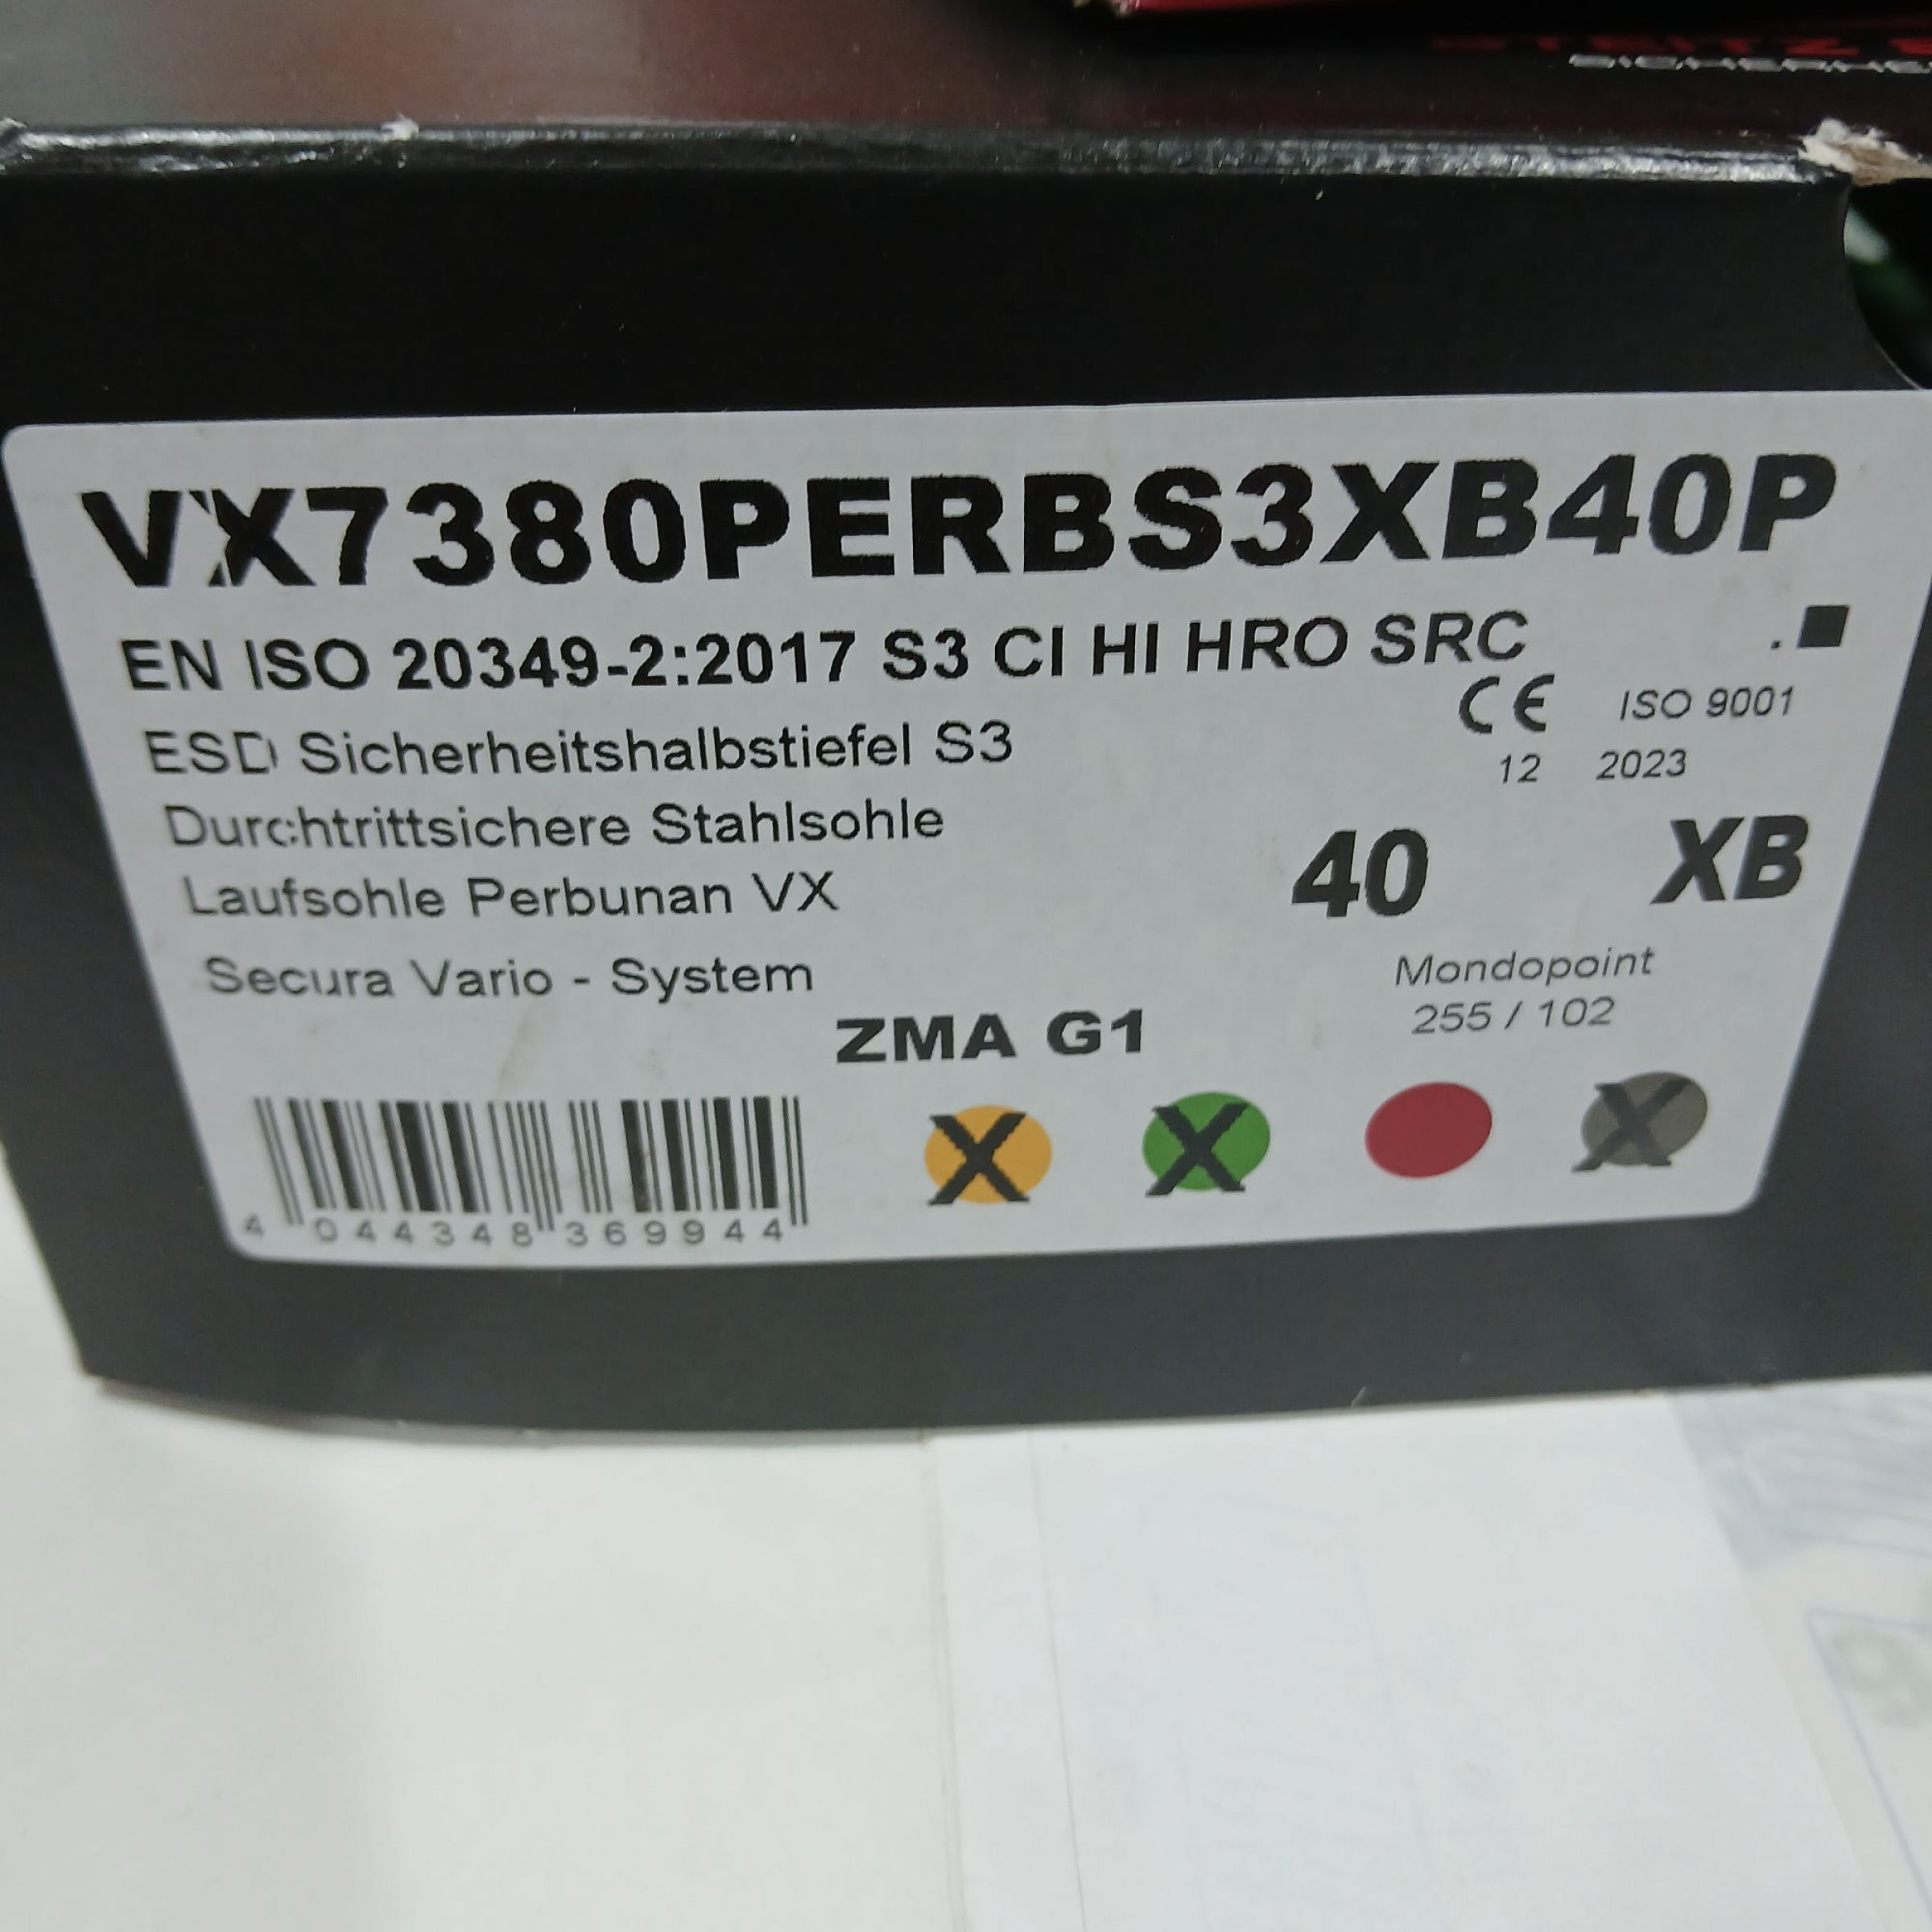 VX7380PERBS3XB40P
EN ISO 20349-2:2017 S3 CI HI HRO SRC
CE ISO 9001
12 2023
ESD Sicherheitshalbstiefel S3
Durchtrittsichere Stahlsohle
Laufsohle Perbunan VX
40 XB
Secura Vario - System
Mondopoint
255 / 102
ZMA G1
X X X
4 044348 369944